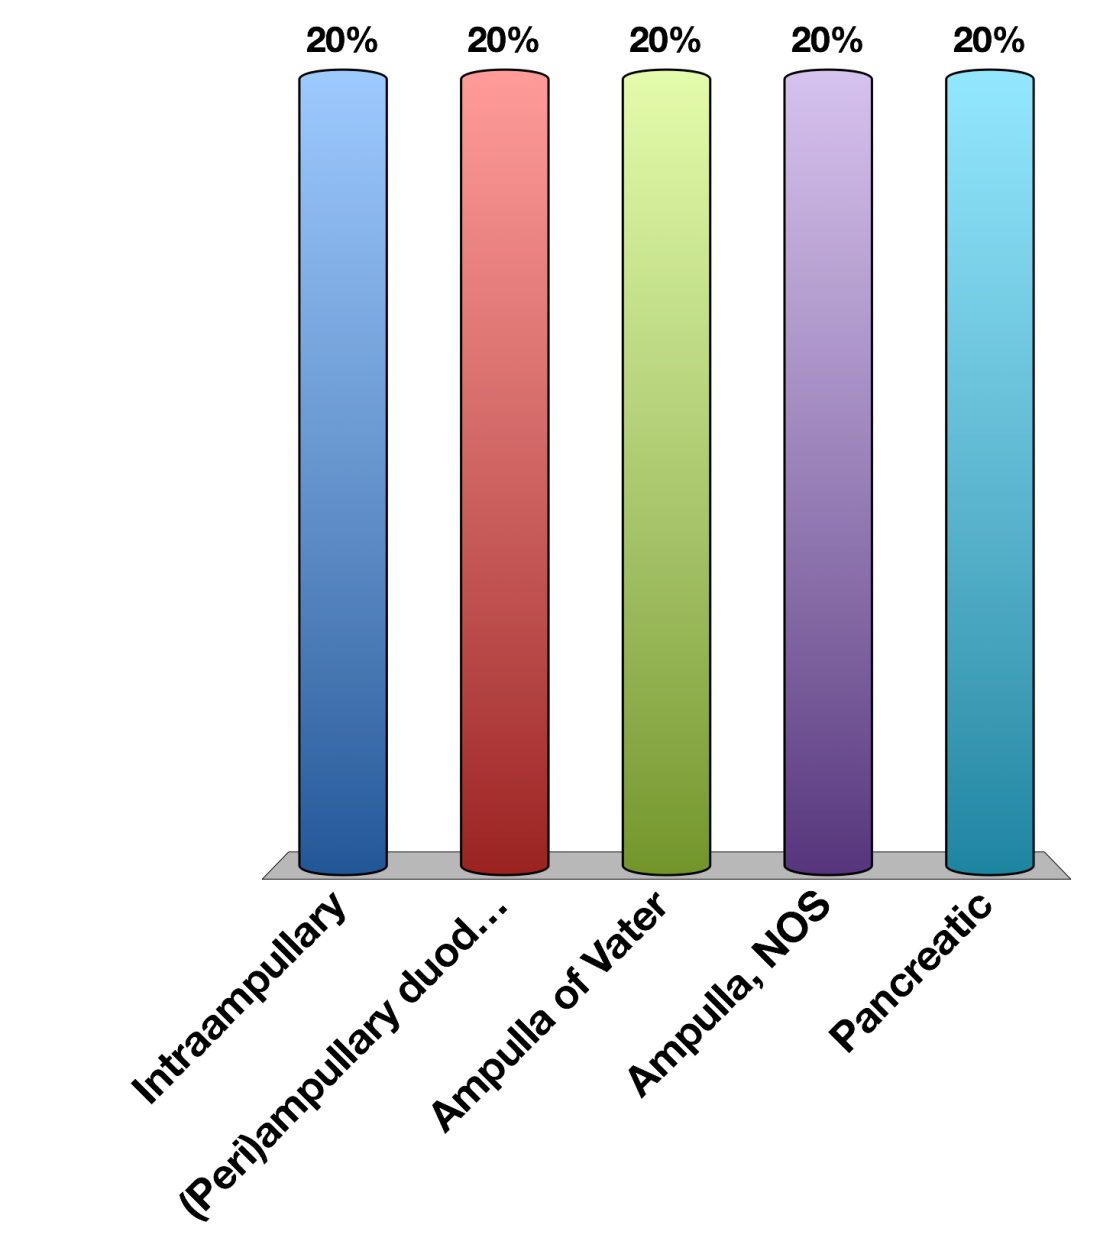 20%
20%
20%
20%
20%
Intraampullary
(Peri)ampullary duod…
Ampulla of Vater
Ampulla, NOS
Pancreatic